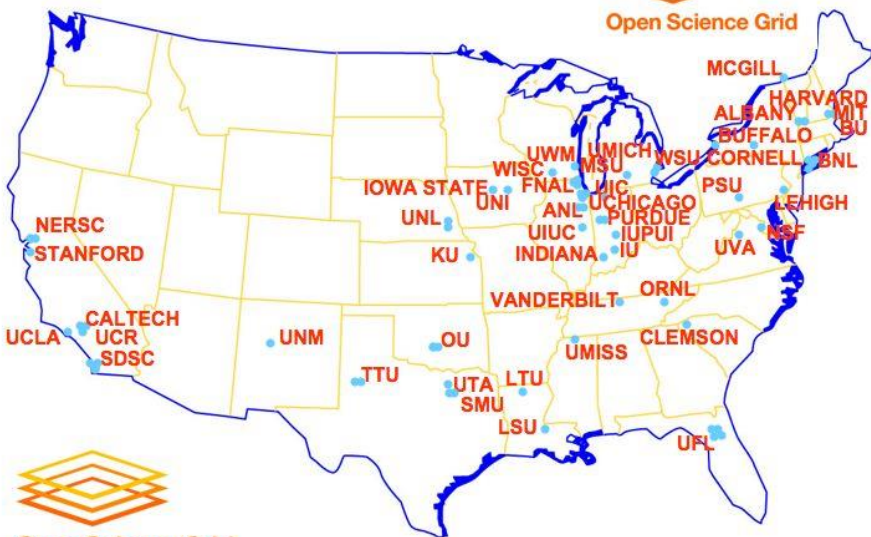 Open Science Grid
MCGILL
HARVARD
ALBANY
MIT
BU
BUFFALO
UMICH
UWM
MSU
WSU
CORNELL
BNL
WISC
FNAL
UIC
IOWA STATE
UNI
UCHICAGO
PSU
LEHIGH
NERSC
UNL
ANL
PURDUE
UIUC
IUPUI
NSF
STANFORD
KU
INDIANA
IU
UVA
VANDERBILT
ORNL
CALTECH
UCLA
UCR
UNM
OU
UMISS
CLEMSON
SDSC
TTU
UTA
LTU
SMU
LSU
UFL